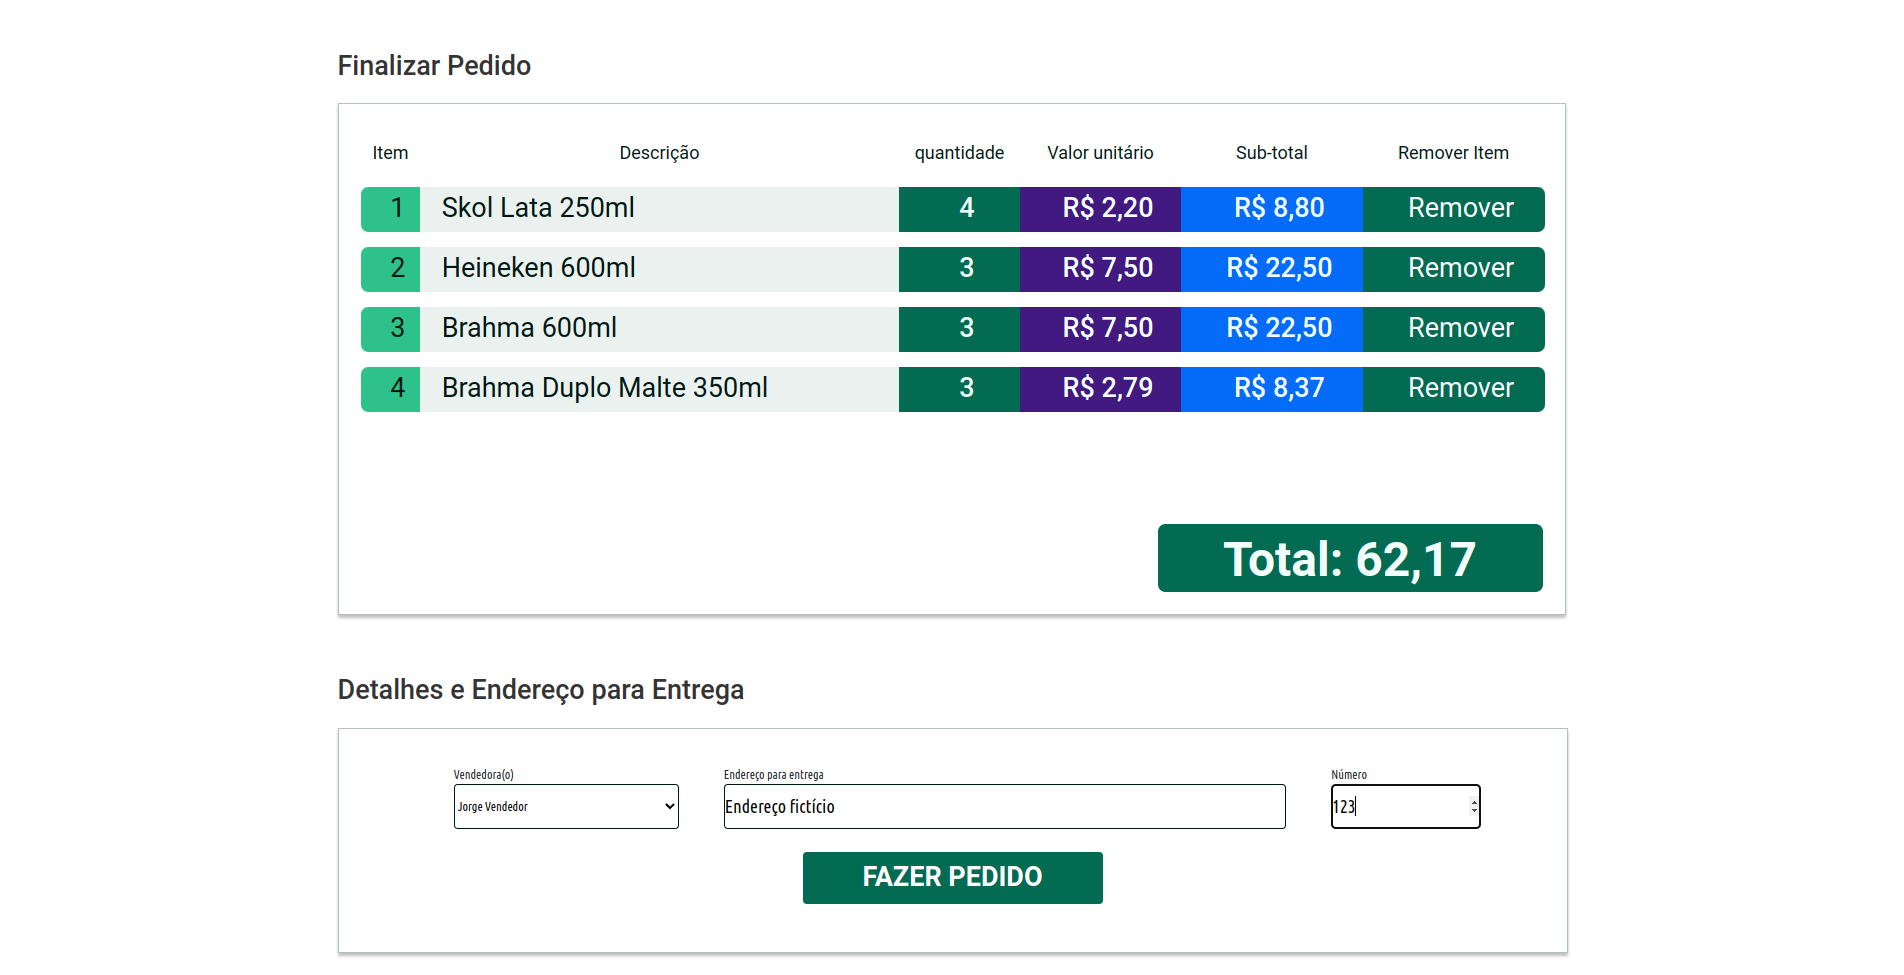 Finalizar Pedido
Item Descrição quantidade Valor unitário Sub-total Remover Item
1 Skol Lata 250ml 4 R$ 2,20 R$ 8,80 Remover
2 Heineken 600ml 3 R$ 7,50 R$ 22,50 Remover
3 Brahma 600ml 3 R$ 7,50 R$ 22,50 Remover
4 Brahma Duplo Malte 350ml 3 R$ 2,79 R$ 8,37 Remover
Total: 62,17
Detalhes e Endereço para Entrega
Vendedora(o) Endereço para entrega Número
Jorge Vendedor Endereço fictício 123
FAZER PEDIDO